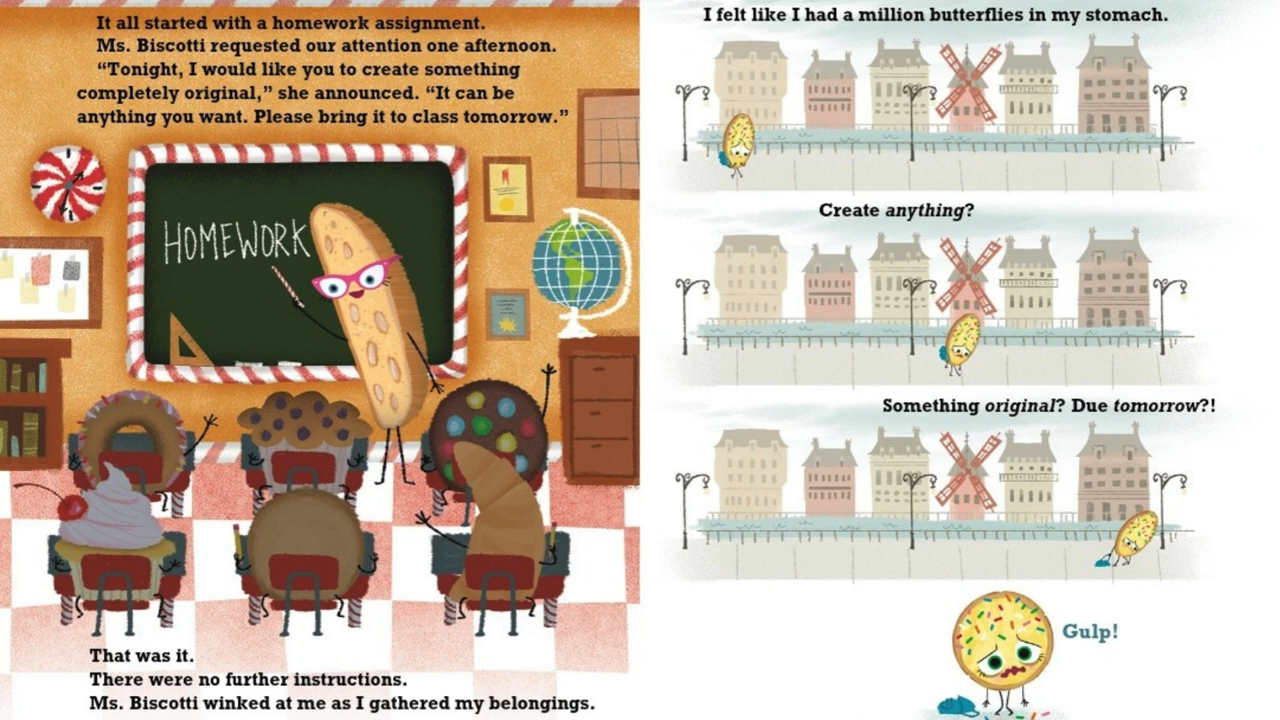 It all started with a homework assignment.
Ms. Biscotti requested our attention one afternoon.
“Tonight, I would like you to create something
completely original,” she announced. “It can be
anything you want. Please bring it to class tomorrow.”
HOMEWORK
That was it.
There were no further instructions.
Ms. Biscotti winked at me as I gathered my belongings.
I felt like I had a million butterflies in my stomach.
Create anything?
Something original? Due tomorrow?!
Gulp!